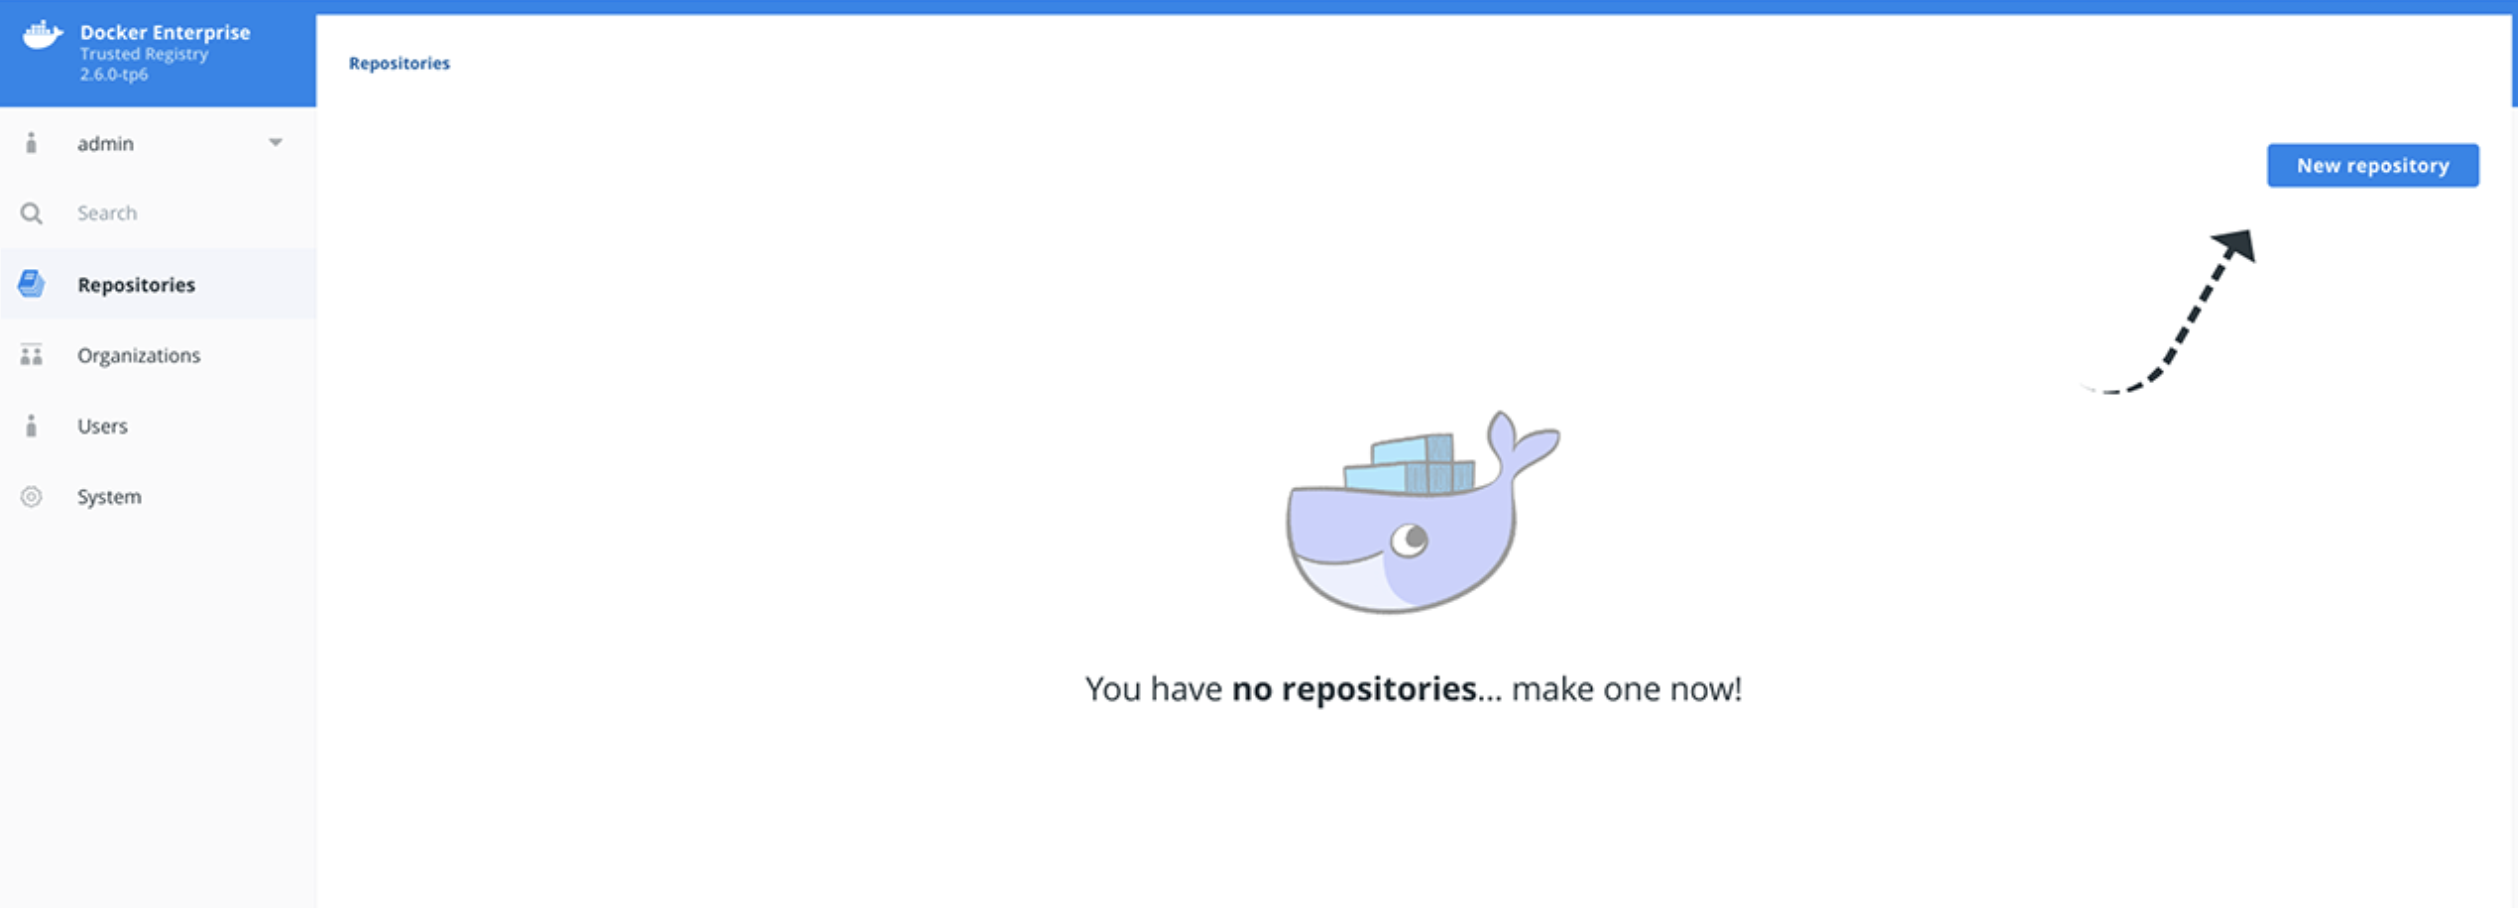 Docker Enterprise
Trusted Registry
2.6.0-tp6
admin
Search
Repositories
Organizations
Users
System
Repositories
New repository
You have no repositories... make one now!